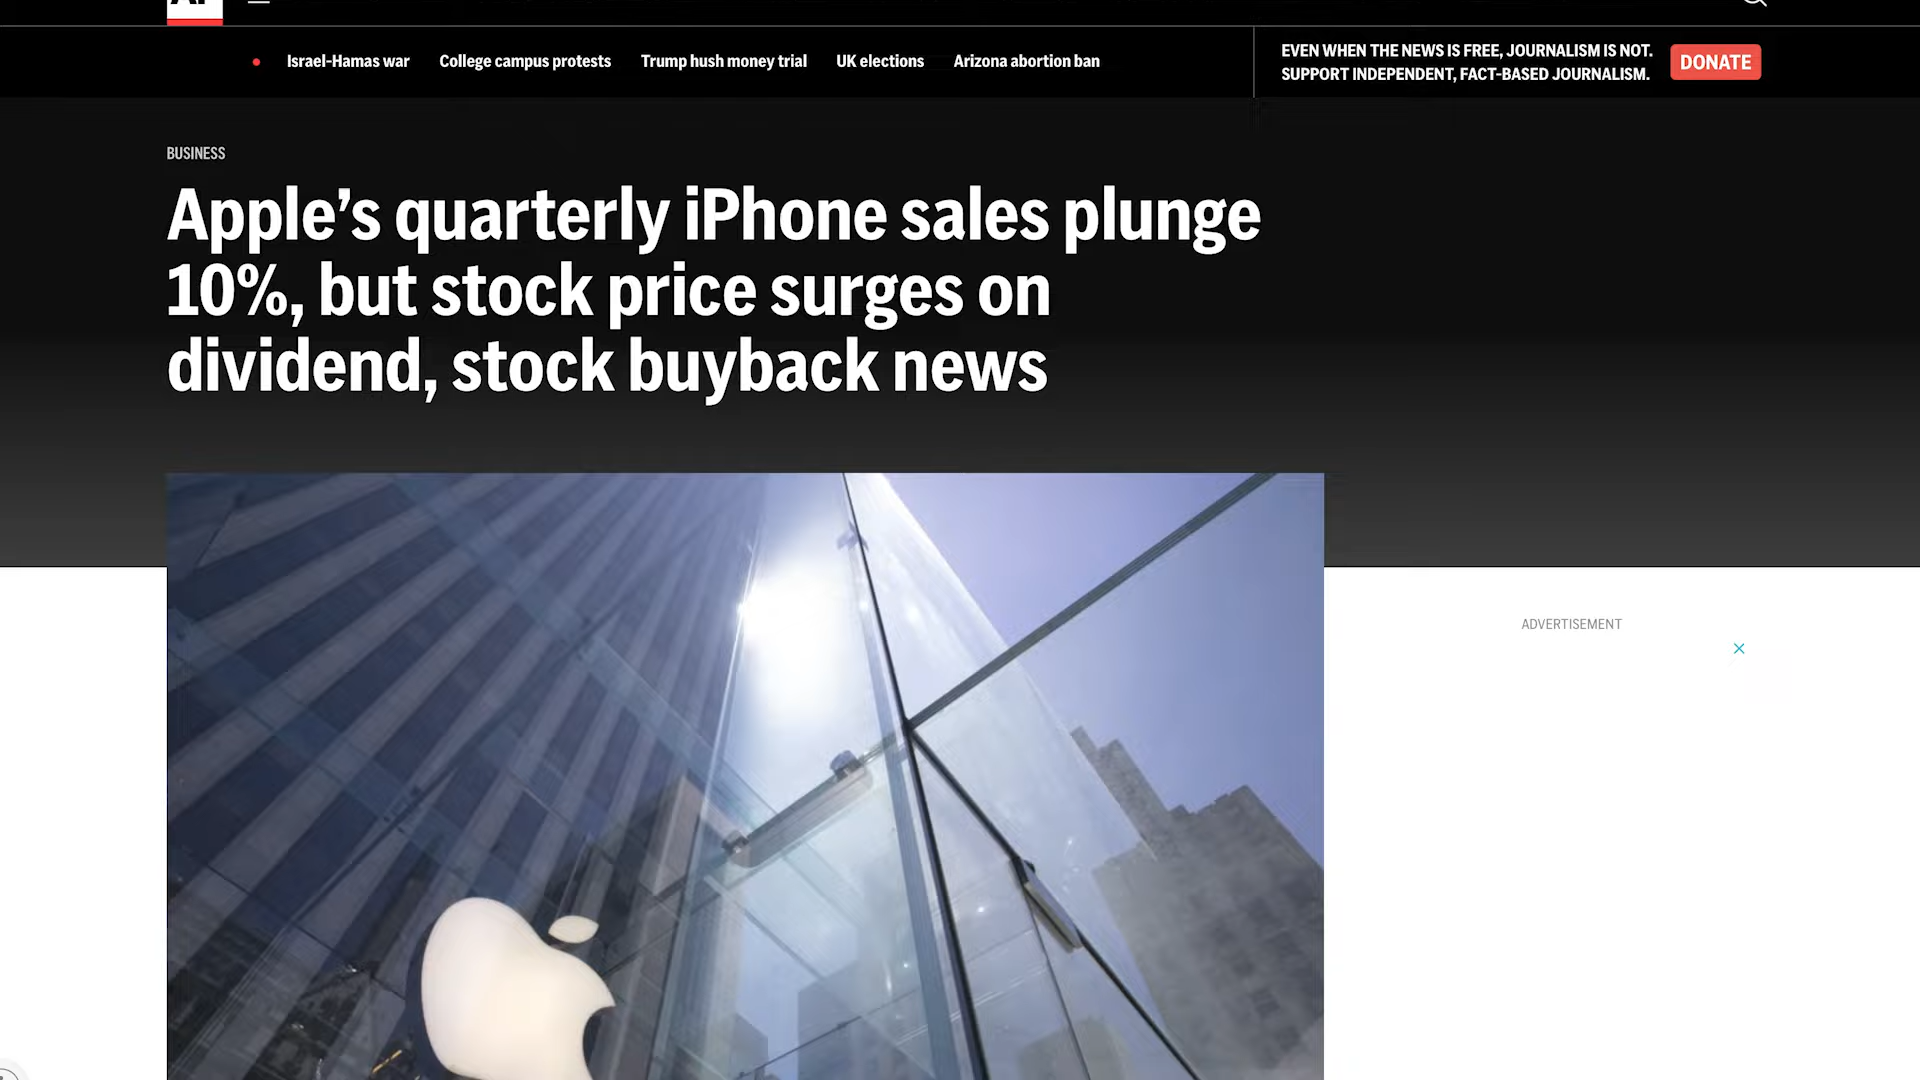 Israel-Hamas war College campus protests Trump hush money trial UK elections Arizona abortion ban
EVEN WHEN THE NEWS IS FREE, JOURNALISM IS NOT.
SUPPORT INDEPENDENT, FACT-BASED JOURNALISM.
DONATE
BUSINESS
Apple’s quarterly iPhone sales plunge
10%, but stock price surges on
dividend, stock buyback news
ADVERTISEMENT